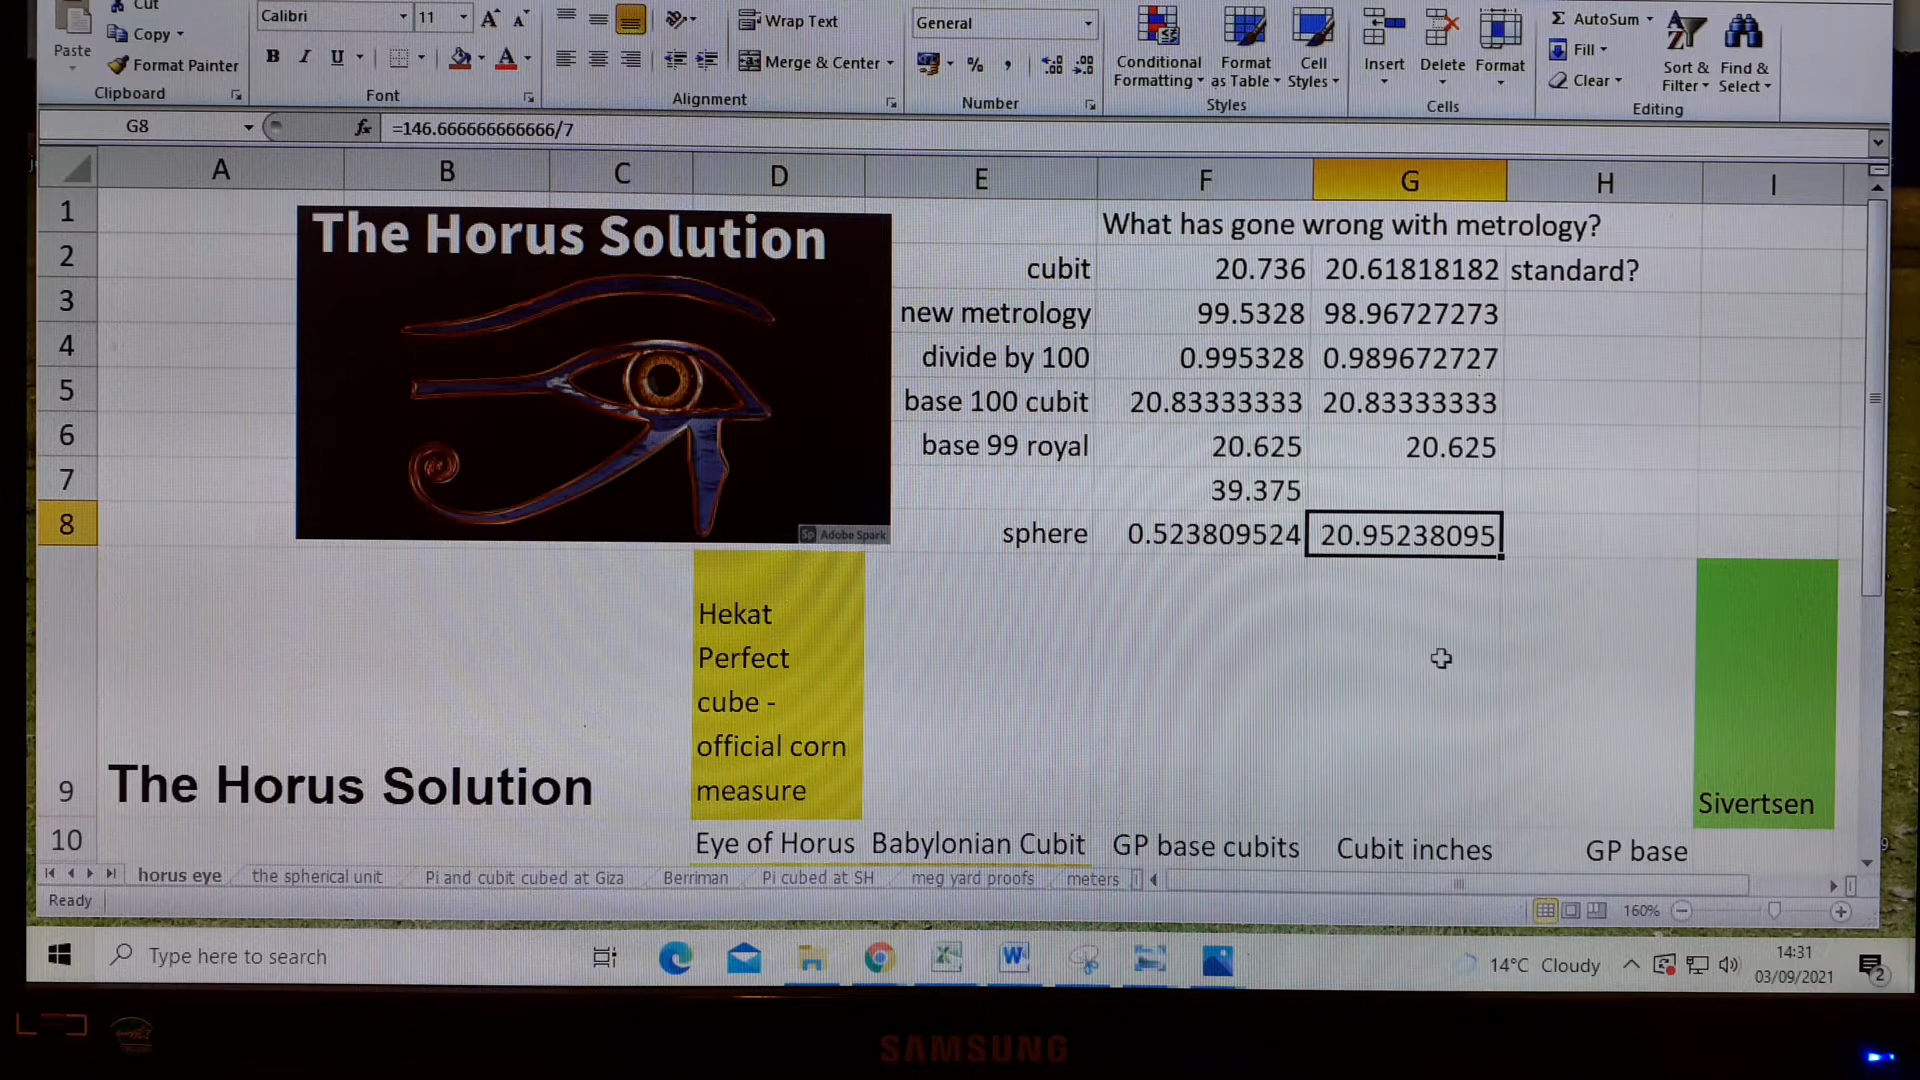 Cut
Calibri 11
Wrap Text
General
AutoSum
Paste
Copy
Format Painter
B I U
Merge & Center
%
Conditional Formatting
Format as Table
Cell Styles
Insert
Delete
Format
Fill
Clear
Sort & Filter
Find & Select
Clipboard
Font
Alignment
Number
Styles
Cells
Editing
G8
fx
=146.666666666666/7
A B C D E F G H I
1 What has gone wrong with metrology?
The Horus Solution
2 cubit 20.736 20.61818182 standard?
3 new metrology 99.5328 98.96727273
4 divide by 100 0.995328 0.989672727
5 base 100 cubit 20.83333333 20.83333333
6 base 99 royal 20.625 20.625
7 39.375
8 sphere 0.523809524 20.95238095
Sp Adobe Spark
Hekat
Perfect
cube -
official corn
measure
9 The Horus Solution
Sivertsen
10 Eye of Horus Babylonian Cubit GP base cubits Cubit inches GP base
horus eye the spherical unit Pi and cubit cubed at Giza Berriman Pi cubed at SH meg yard proofs meters
Ready
160%
Type here to search
14°C Cloudy
14:31
03/09/2021
2
SAMSUNG